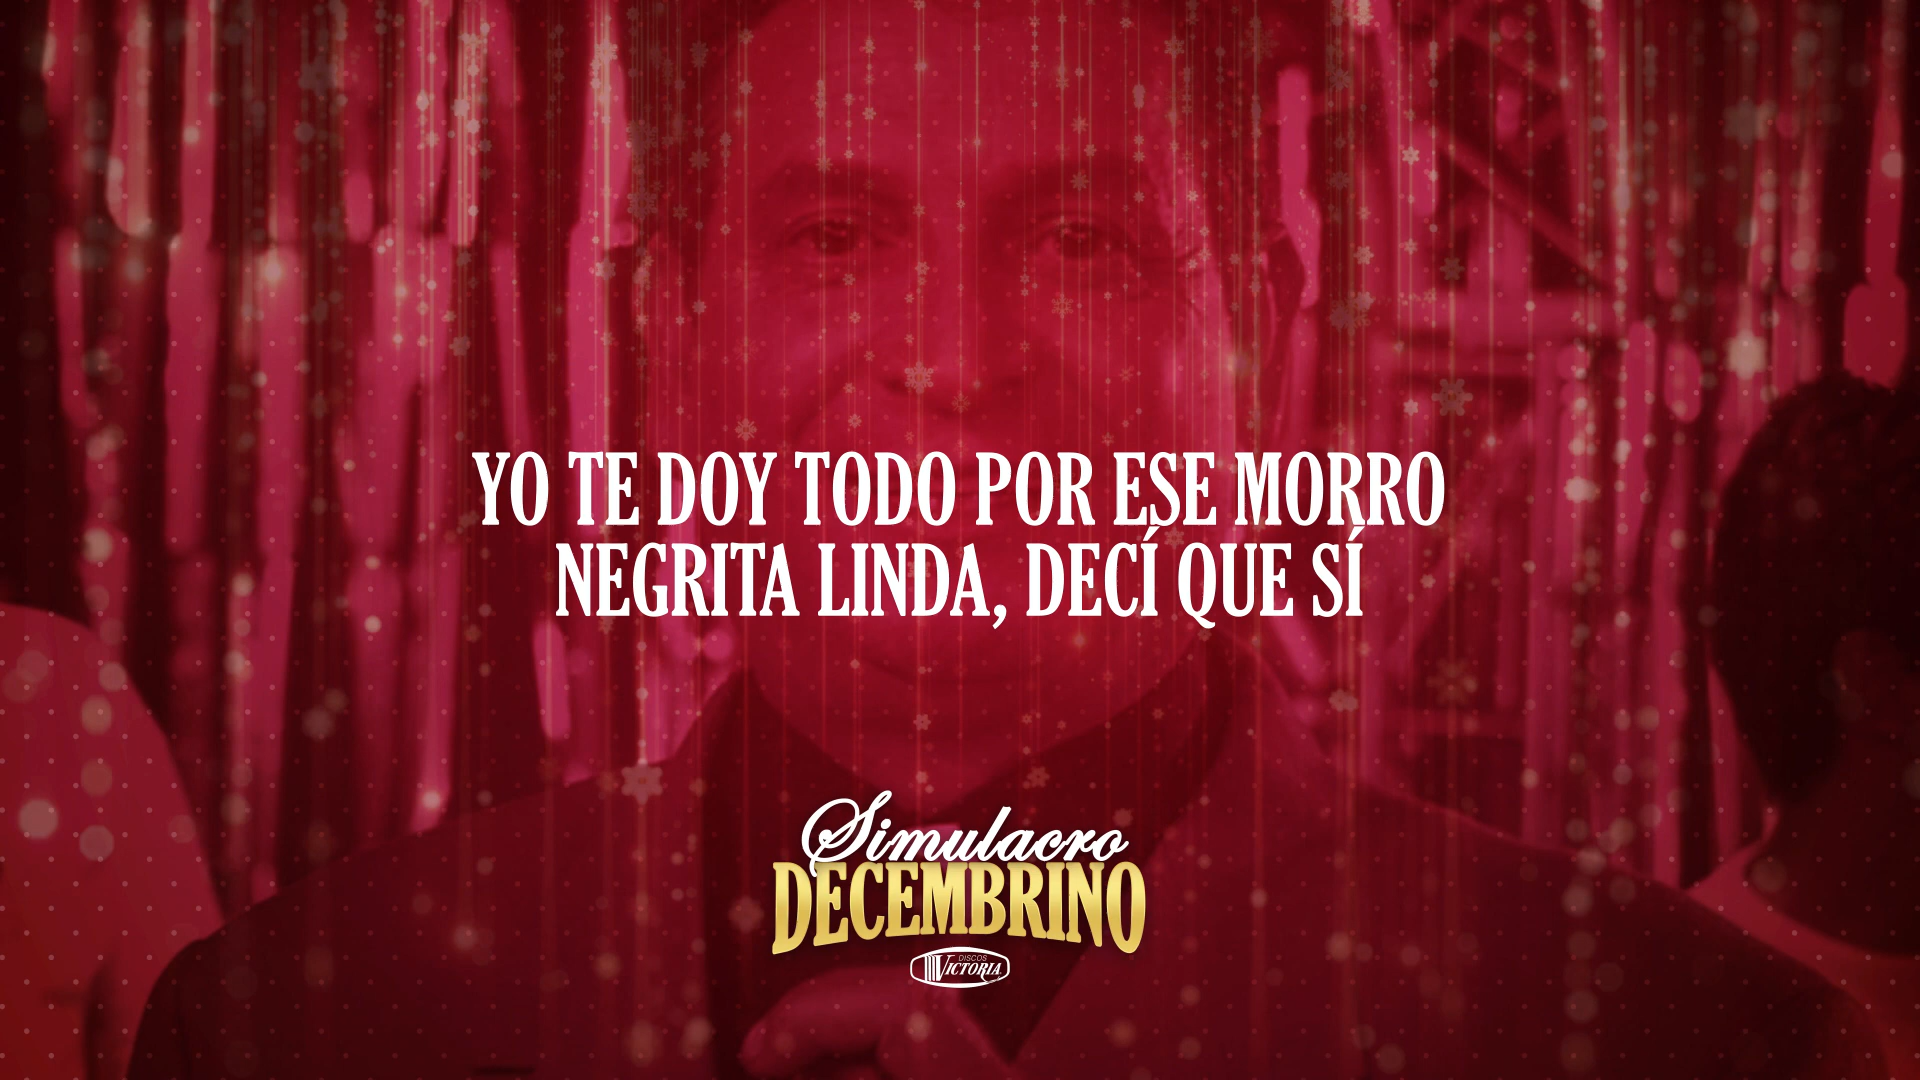 YO TE DOY TODO POR ESE MORRO
NEGRITA LINDA, DECÍ QUE SÍ
Simulacro
DECEMBRINO
DISCOS
VICTORIA